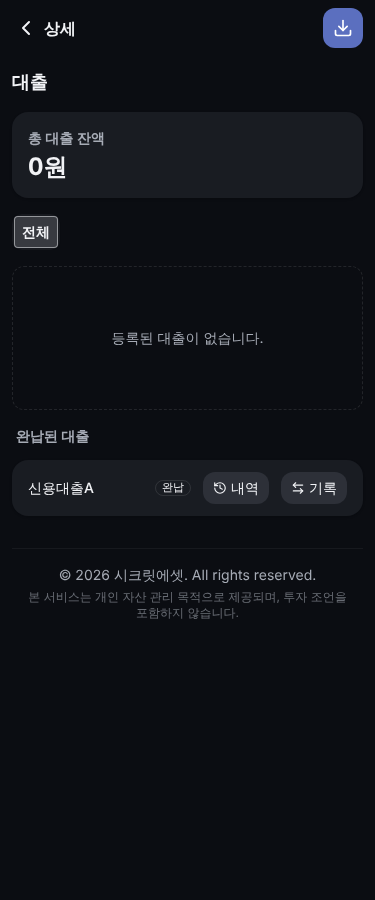 상세
대출
총 대출 잔액
0원
전체
등록된 대출이 없습니다.
완납된 대출
신용대출A 완납 내역 기록
© 2026 시크릿에셋. All rights reserved.
본 서비스는 개인 자산 관리 목적으로 제공되며, 투자 조언을
포함하지 않습니다.